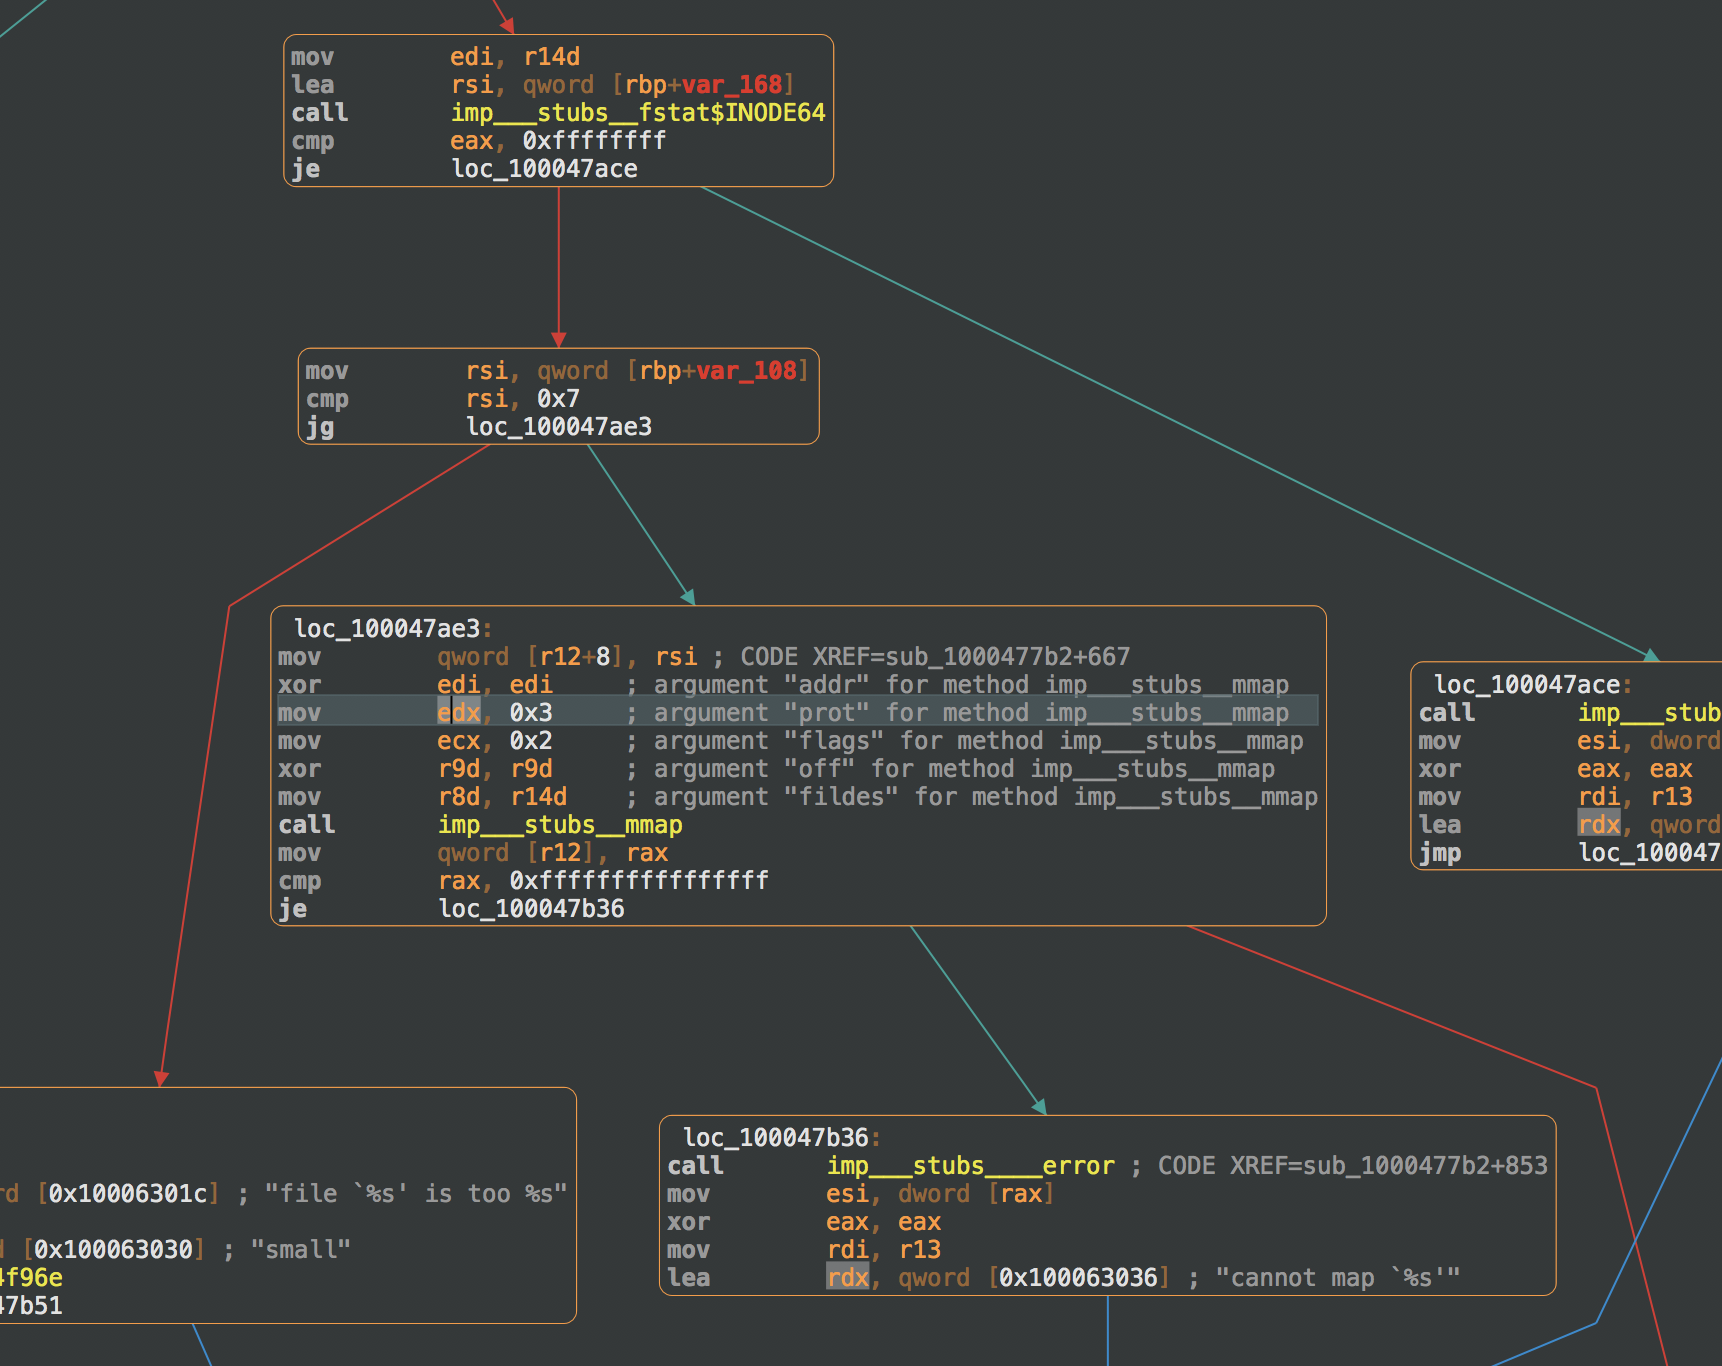 mov edi, r14d
lea rsi, qword [rbp+var_168]
call imp___stubs__fstat$INODE64
cmp eax, 0xffffffff
je loc_100047ace
mov rsi, qword [rbp+var_108]
cmp rsi, 0x7
jg loc_100047ae3
loc_100047ae3:
mov qword [r12+8], rsi ; CODE XREF=sub_1000477b2+667
xor edi, edi ; argument "addr" for method imp___stubs__mmap
mov edx, 0x3 ; argument "prot" for method imp___stubs__mmap
mov ecx, 0x2 ; argument "flags" for method imp___stubs__mmap
xor r9d, r9d ; argument "off" for method imp___stubs__mmap
mov r8d, r14d ; argument "fildes" for method imp___stubs__mmap
call imp___stubs__mmap
mov qword [r12], rax
cmp rax, 0xffffffffffffffff
je loc_100047b36
loc_100047ace:
call imp___stub
mov esi, dword
xor eax, eax
mov rdi, r13
lea rdx, qword
jmp loc_100047
rd [0x10006301c] ; "file `%s' is too %s"
[0x100063030] ; "small"
4f96e
47b51
loc_100047b36:
call imp___stubs____error ; CODE XREF=sub_1000477b2+853
mov esi, dword [rax]
xor eax, eax
mov rdi, r13
lea rdx, qword [0x100063036] ; "cannot map `%s'"